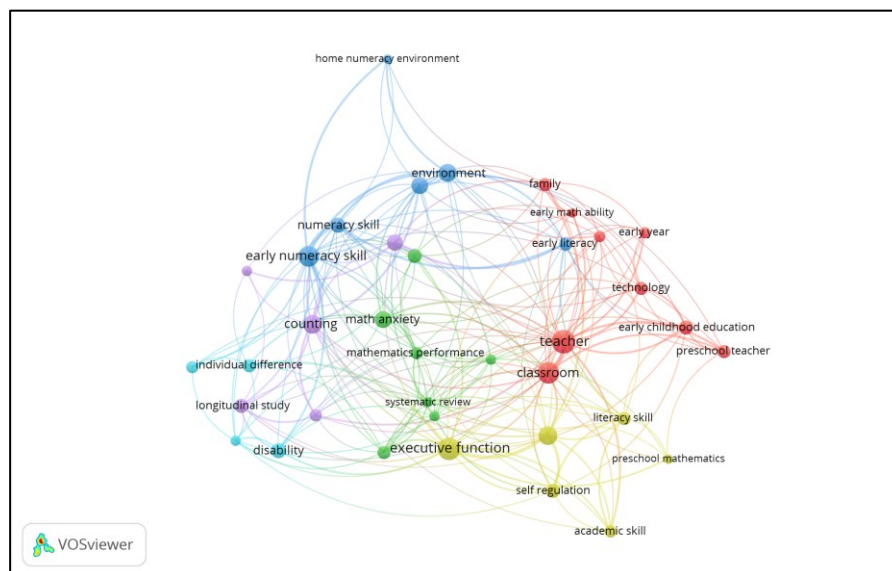 home numeracy environment
environment
family
early math ability
numeracy skill
early year
early literacy
early numeracy skill
technology
counting
math anxiety
early childhood education
teacher
mathematics performance
preschool teacher
individual difference
classroom
systematic review
longitudinal study
literacy skill
executive function
disability
preschool mathematics
self regulation
academic skill
VOSviewer